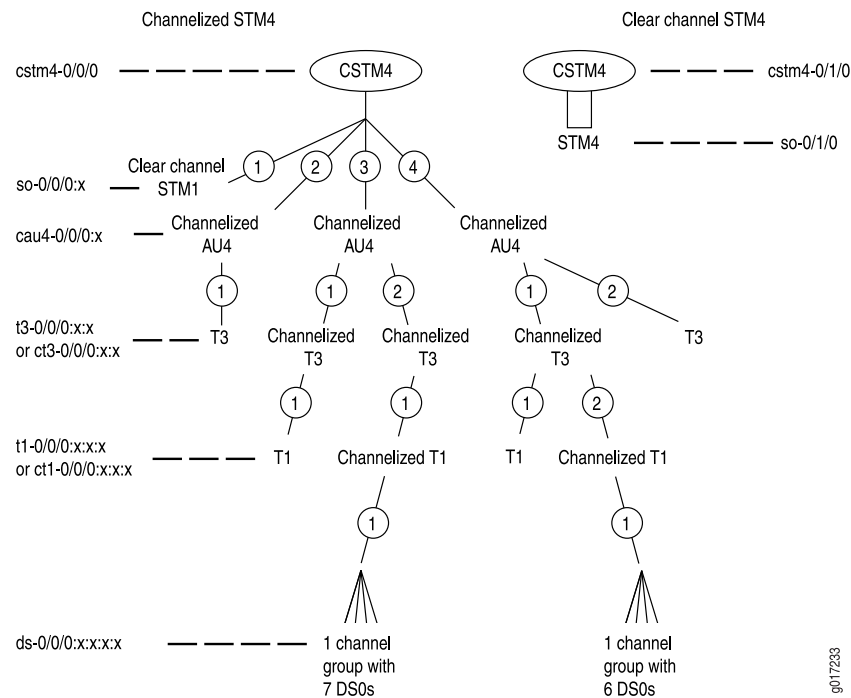 Channelized STM4
Clear channel STM4
cstm4-0/0/0
CSTM4
CSTM4
cstm4-0/1/0
STM4
so-0/1/0
1
2
3
4
Clear channel
STM1
so-0/0/0:x
cau4-0/0/0:x
Channelized
AU4
Channelized
AU4
Channelized
AU4
1
1
2
1
2
t3-0/0/0:x:x
or ct3-0/0/0:x:x
T3
Channelized
T3
Channelized
T3
Channelized
T3
T3
1
1
1
2
t1-0/0/0:x:x:x
or ct1-0/0/0:x:x:x
T1
Channelized T1
T1
Channelized T1
1
1
ds-0/0/0:x:x:x:x
1 channel
group with
7 DS0s
1 channel
group with
6 DS0s
g017233